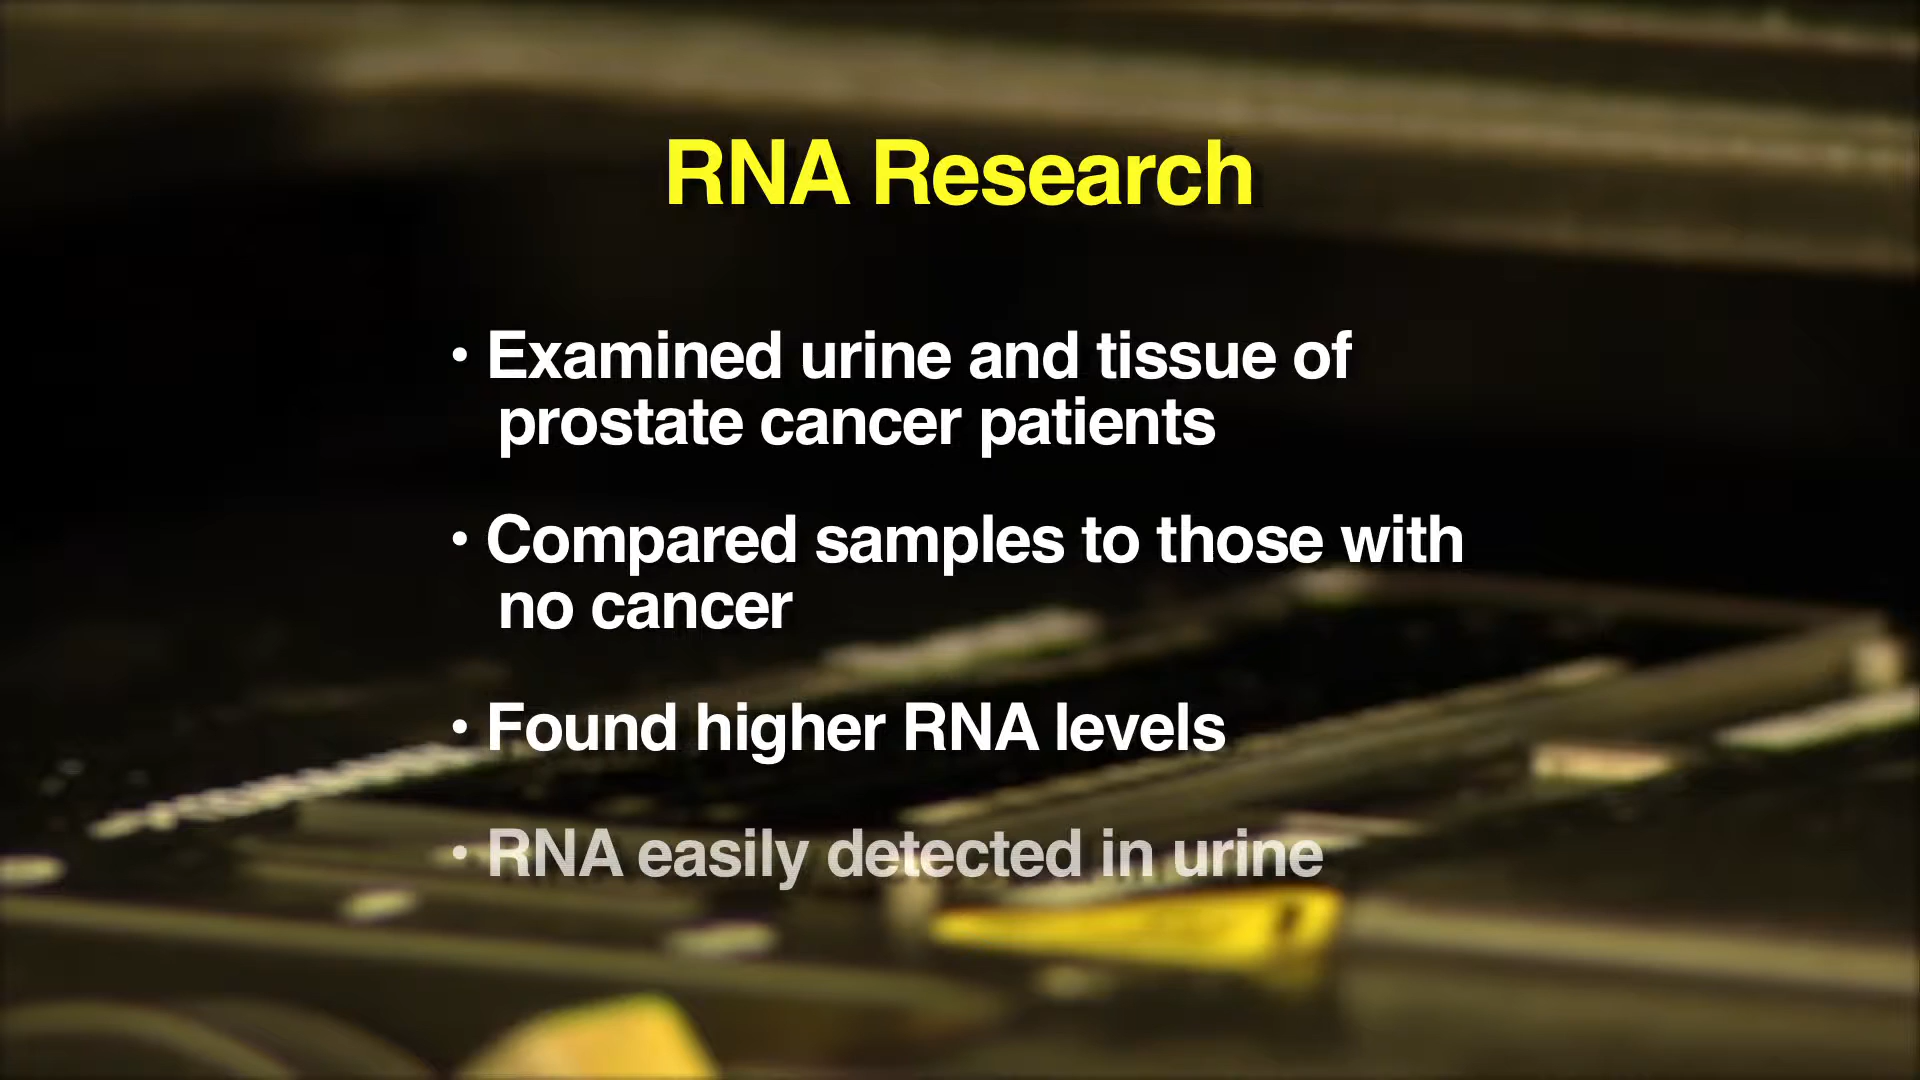 RNA Research
• Examined urine and tissue of
prostate cancer patients
• Compared samples to those with
no cancer
• Found higher RNA levels
• RNA easily detected in urine